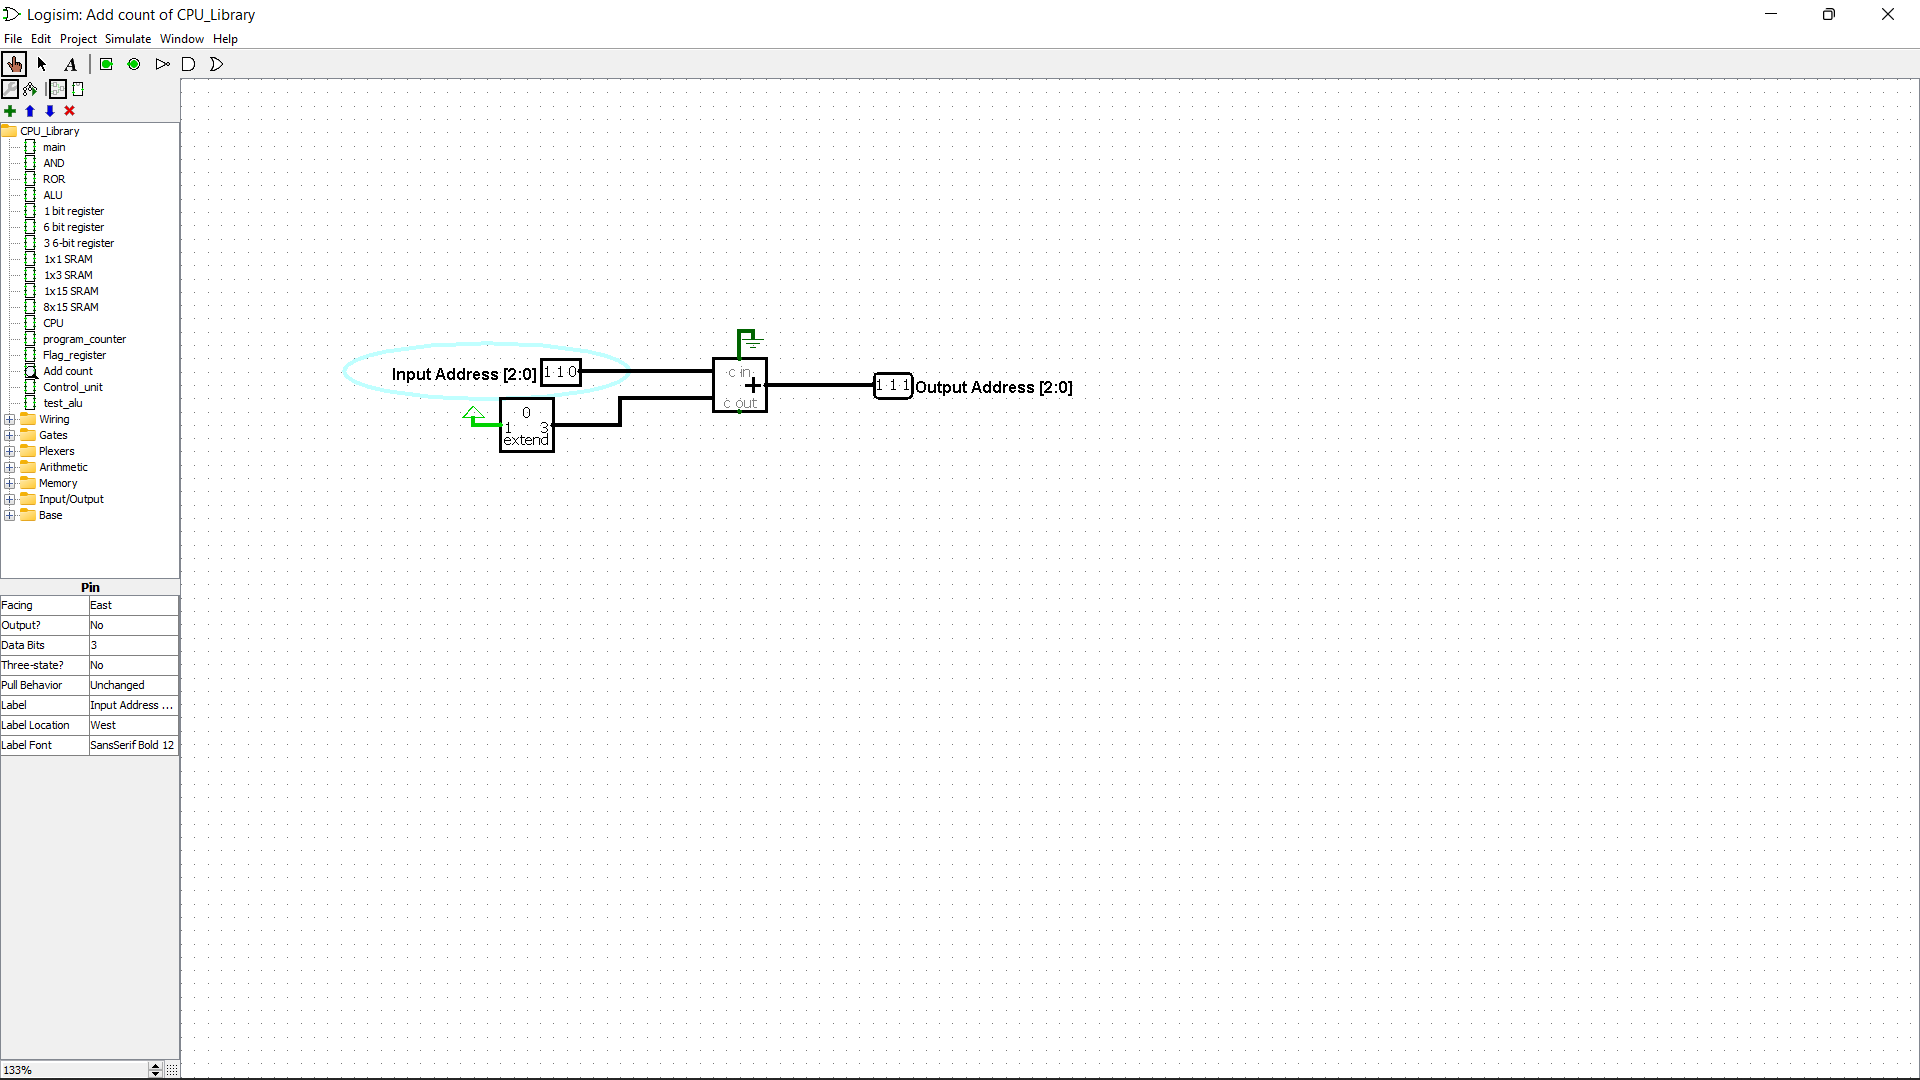 Logisim: Add count of CPU_Library
File Edit Project Simulate Window Help
A
CPU_Library
main
AND
ROR
ALU
1 bit register
6 bit register
3 6-bit register
1x1 SRAM
1x3 SRAM
1x15 SRAM
8x15 SRAM
CPU
program_counter
Flag_register
Add count
Control_unit
test_alu
Wiring
Gates
Plexers
Arithmetic
Memory
Input/Output
Base
Pin
Facing East
Output? No
Data Bits 3
Three-state? No
Pull Behavior Unchanged
Label Input Address ...
Label Location West
Label Font SansSerif Bold 12
133%
Input Address [2:0] 1 1 0
c in
+
c out
1 1 1 Output Address [2:0]
0
1 3
extend